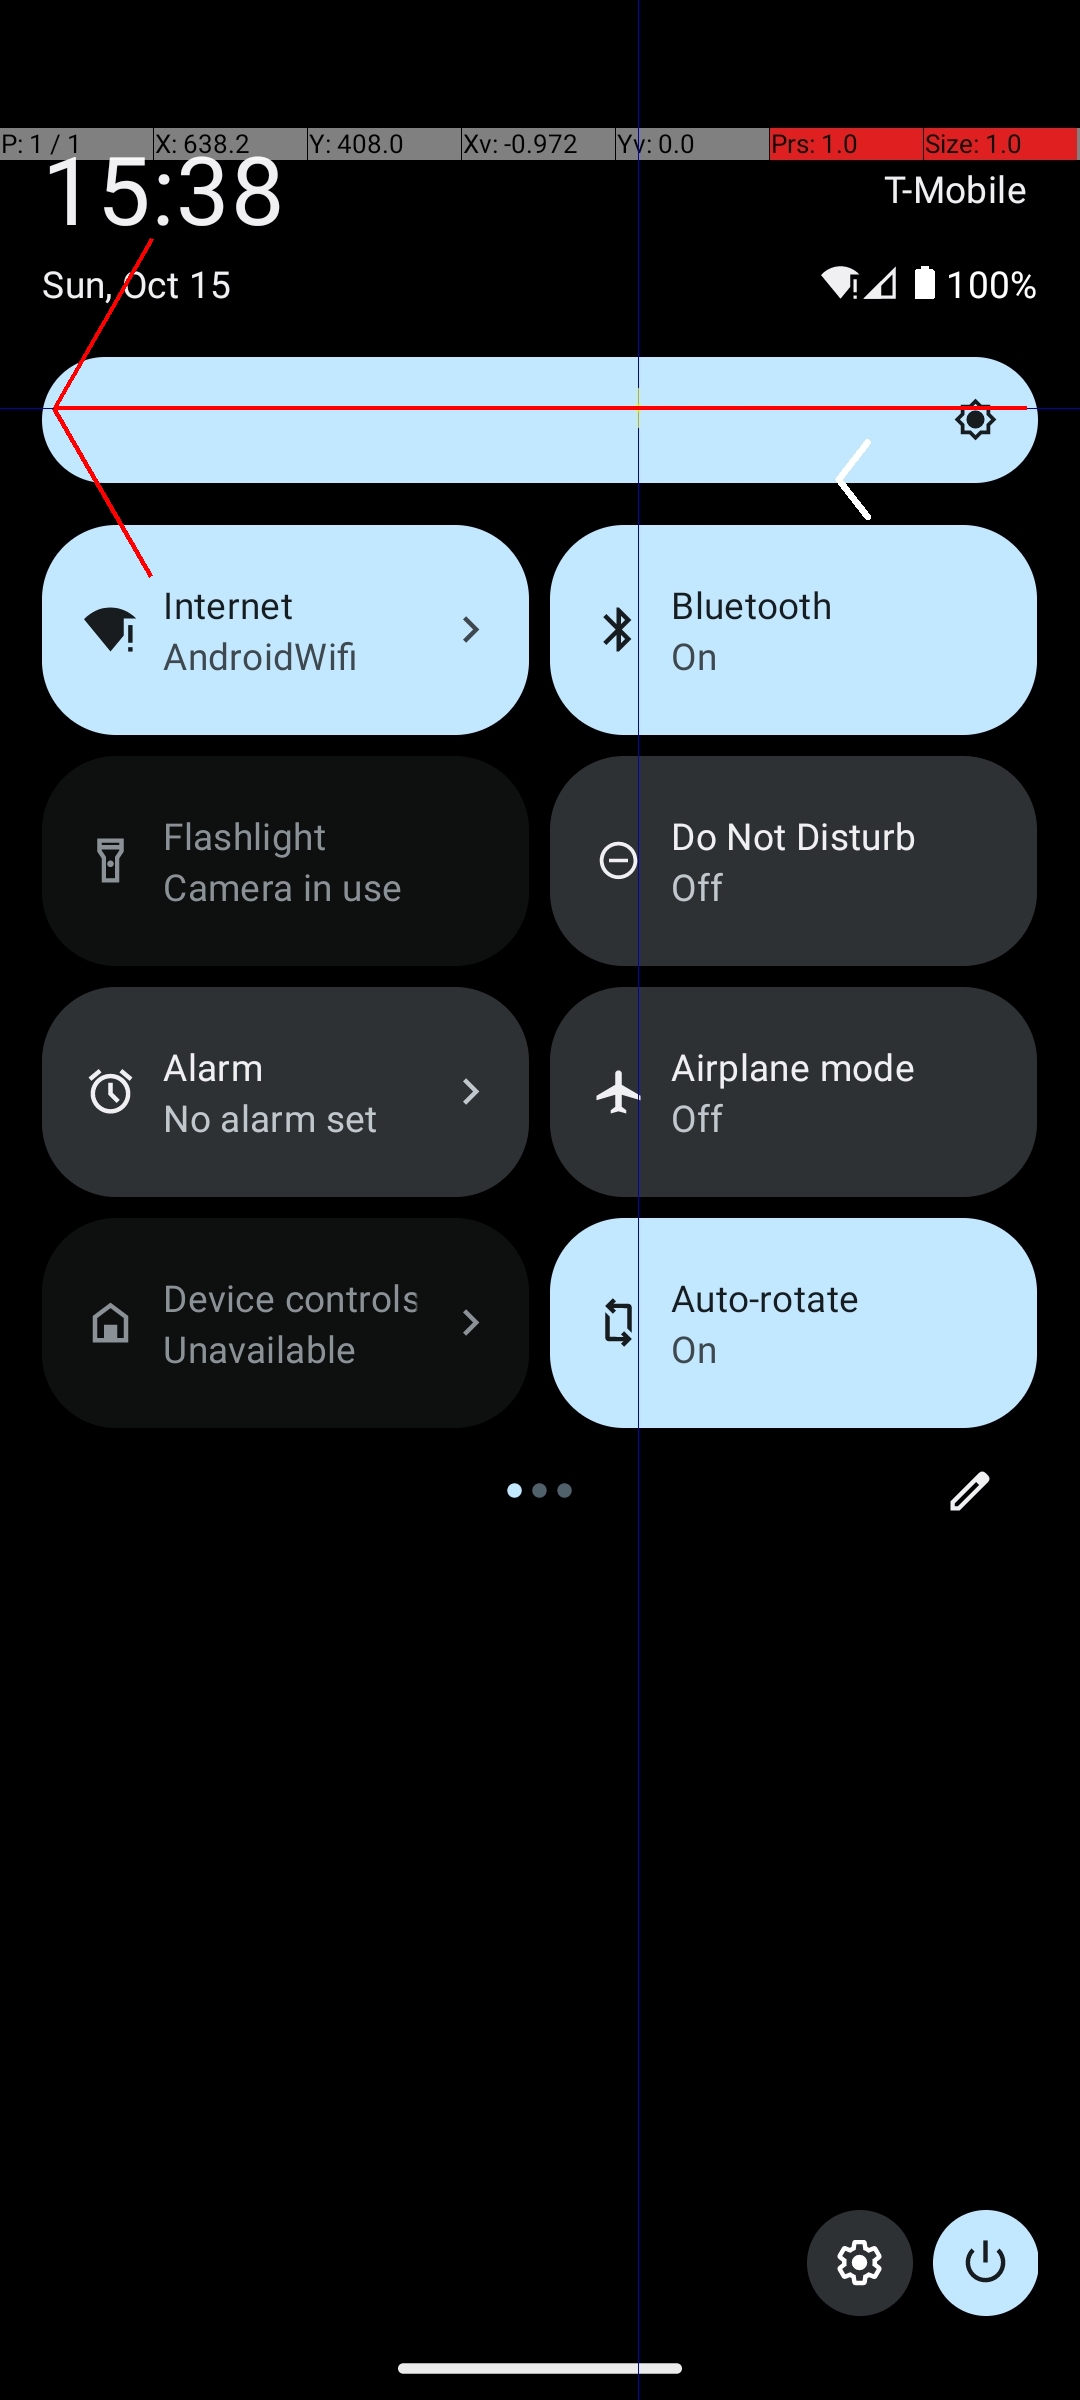 P: 1 / 1 X: 638.2 Y: 408.0 Xv: -0.972 Yv: 0.0 Prs: 1.0 Size: 1.0
15:38
T-Mobile
Sun, Oct 15
100%
Internet
AndroidWifi
Bluetooth
On
Flashlight
Camera in use
Do Not Disturb
Off
Alarm
No alarm set
Airplane mode
Off
Device controls
Unavailable
Auto-rotate
On